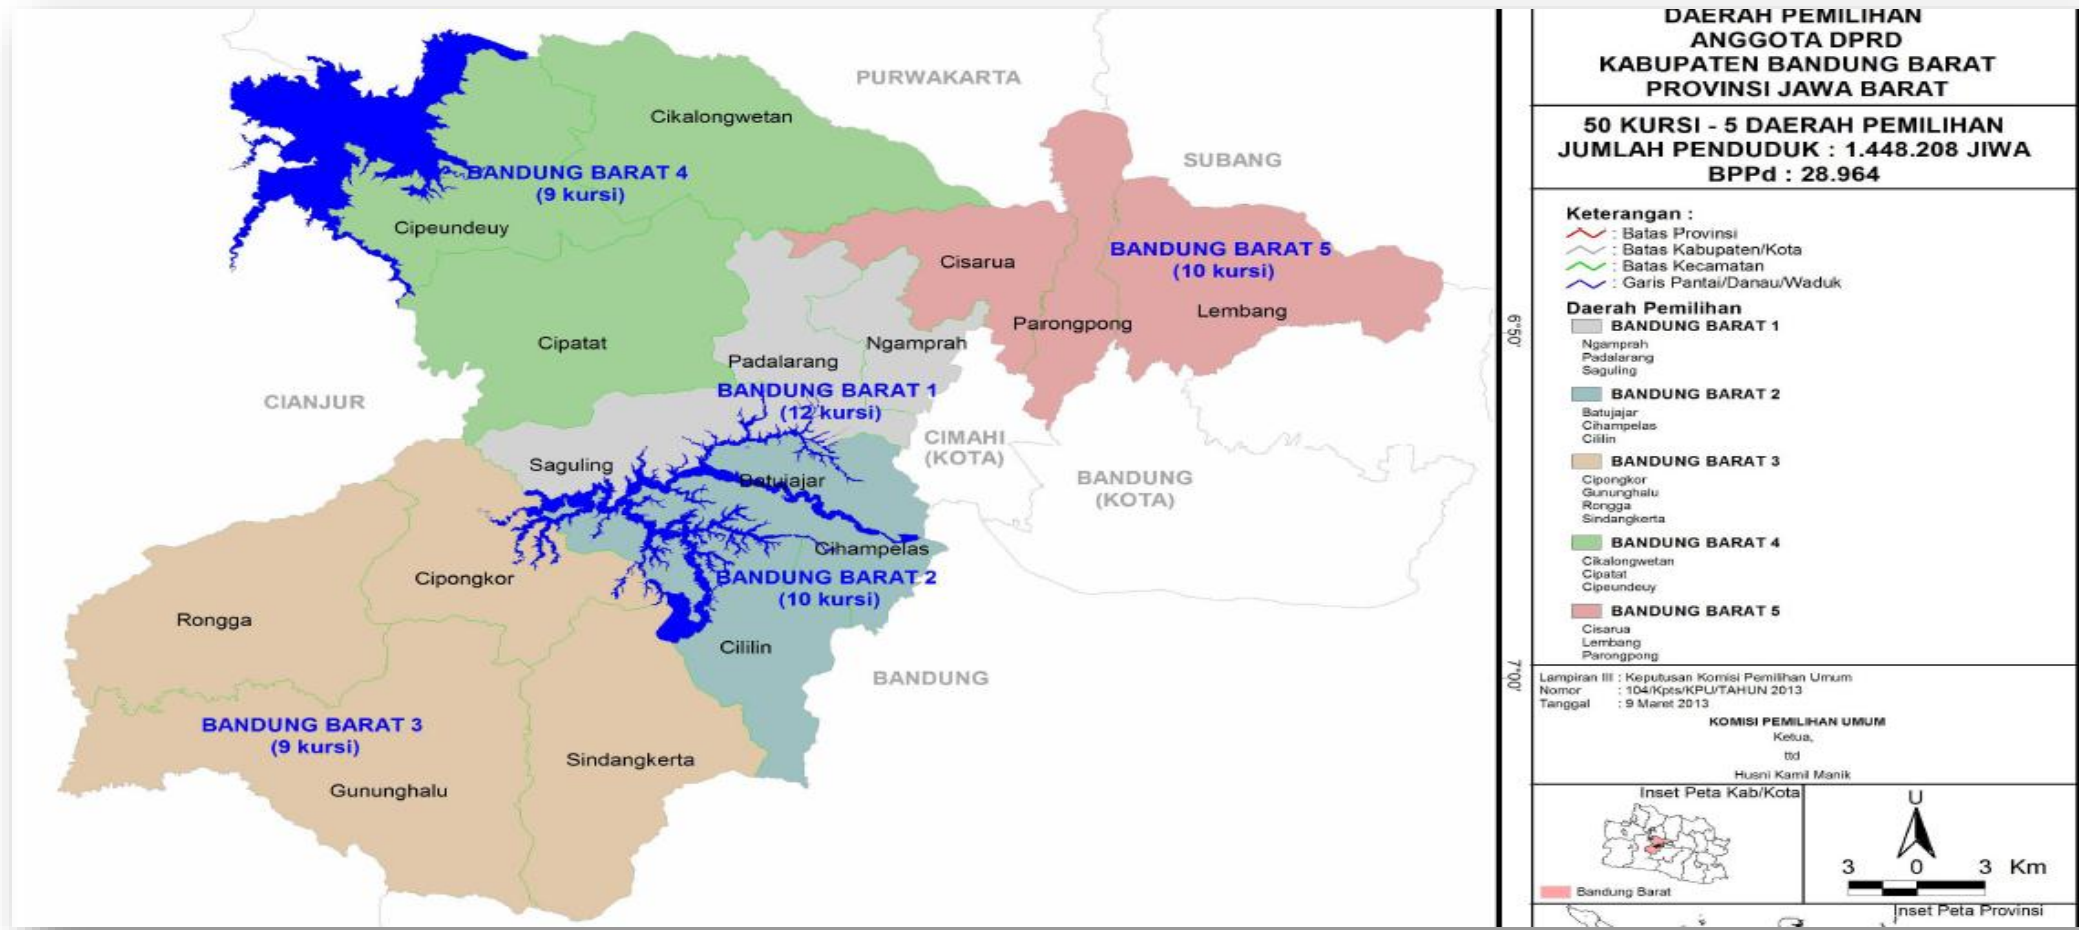 PURWAKARTA
Cikalongwetan
SUBANG
BANDUNG BARAT 4
(9 kursi)
Cipeundeuy
Cisarua
BANDUNG BARAT 5
(10 kursi)
Lembang
Parongpong
Cipatat
Ngamprah
Padalarang
BANDUNG BARAT 1
(12 kursi)
CIANJUR
CIMAHI
(KOTA)
Saguling
Batujajar
BANDUNG
(KOTA)
Cihampelas
Cipongkor
BANDUNG BARAT 2
(10 kursi)
Rongga
Cililin
BANDUNG
BANDUNG BARAT 3
(9 kursi)
Sindangkerta
Gununghalu
6°50'
7°00'
DAERAH PEMILIHAN
ANGGOTA DPRD
KABUPATEN BANDUNG BARAT
PROVINSI JAWA BARAT
50 KURSI - 5 DAERAH PEMILIHAN
JUMLAH PENDUDUK : 1.448.208 JIWA
BPPd : 28.964
Keterangan :
: Batas Provinsi
: Batas Kabupaten/Kota
: Batas Kecamatan
: Garis Pantai/Danau/Waduk
Daerah Pemilihan
BANDUNG BARAT 1
Ngamprah
Padalarang
Saguling
BANDUNG BARAT 2
Batujajar
Cihampelas
Cililin
BANDUNG BARAT 3
Cipongkor
Gununghalu
Rongga
Sindangkerta
BANDUNG BARAT 4
Cikalongwetan
Cipatat
Cipeundeuy
BANDUNG BARAT 5
Cisarua
Lembang
Parongpong
Lampiran III : Keputusan Komisi Pemilihan Umum
Nomor : 104/Kpts/KPU/TAHUN 2013
Tanggal : 9 Maret 2013
KOMISI PEMILIHAN UMUM
Ketua,
ttd
Husni Kamil Manik
Inset Peta Kab/Kota
Bandung Barat
U
3 0 3 Km
Inset Peta Provinsi